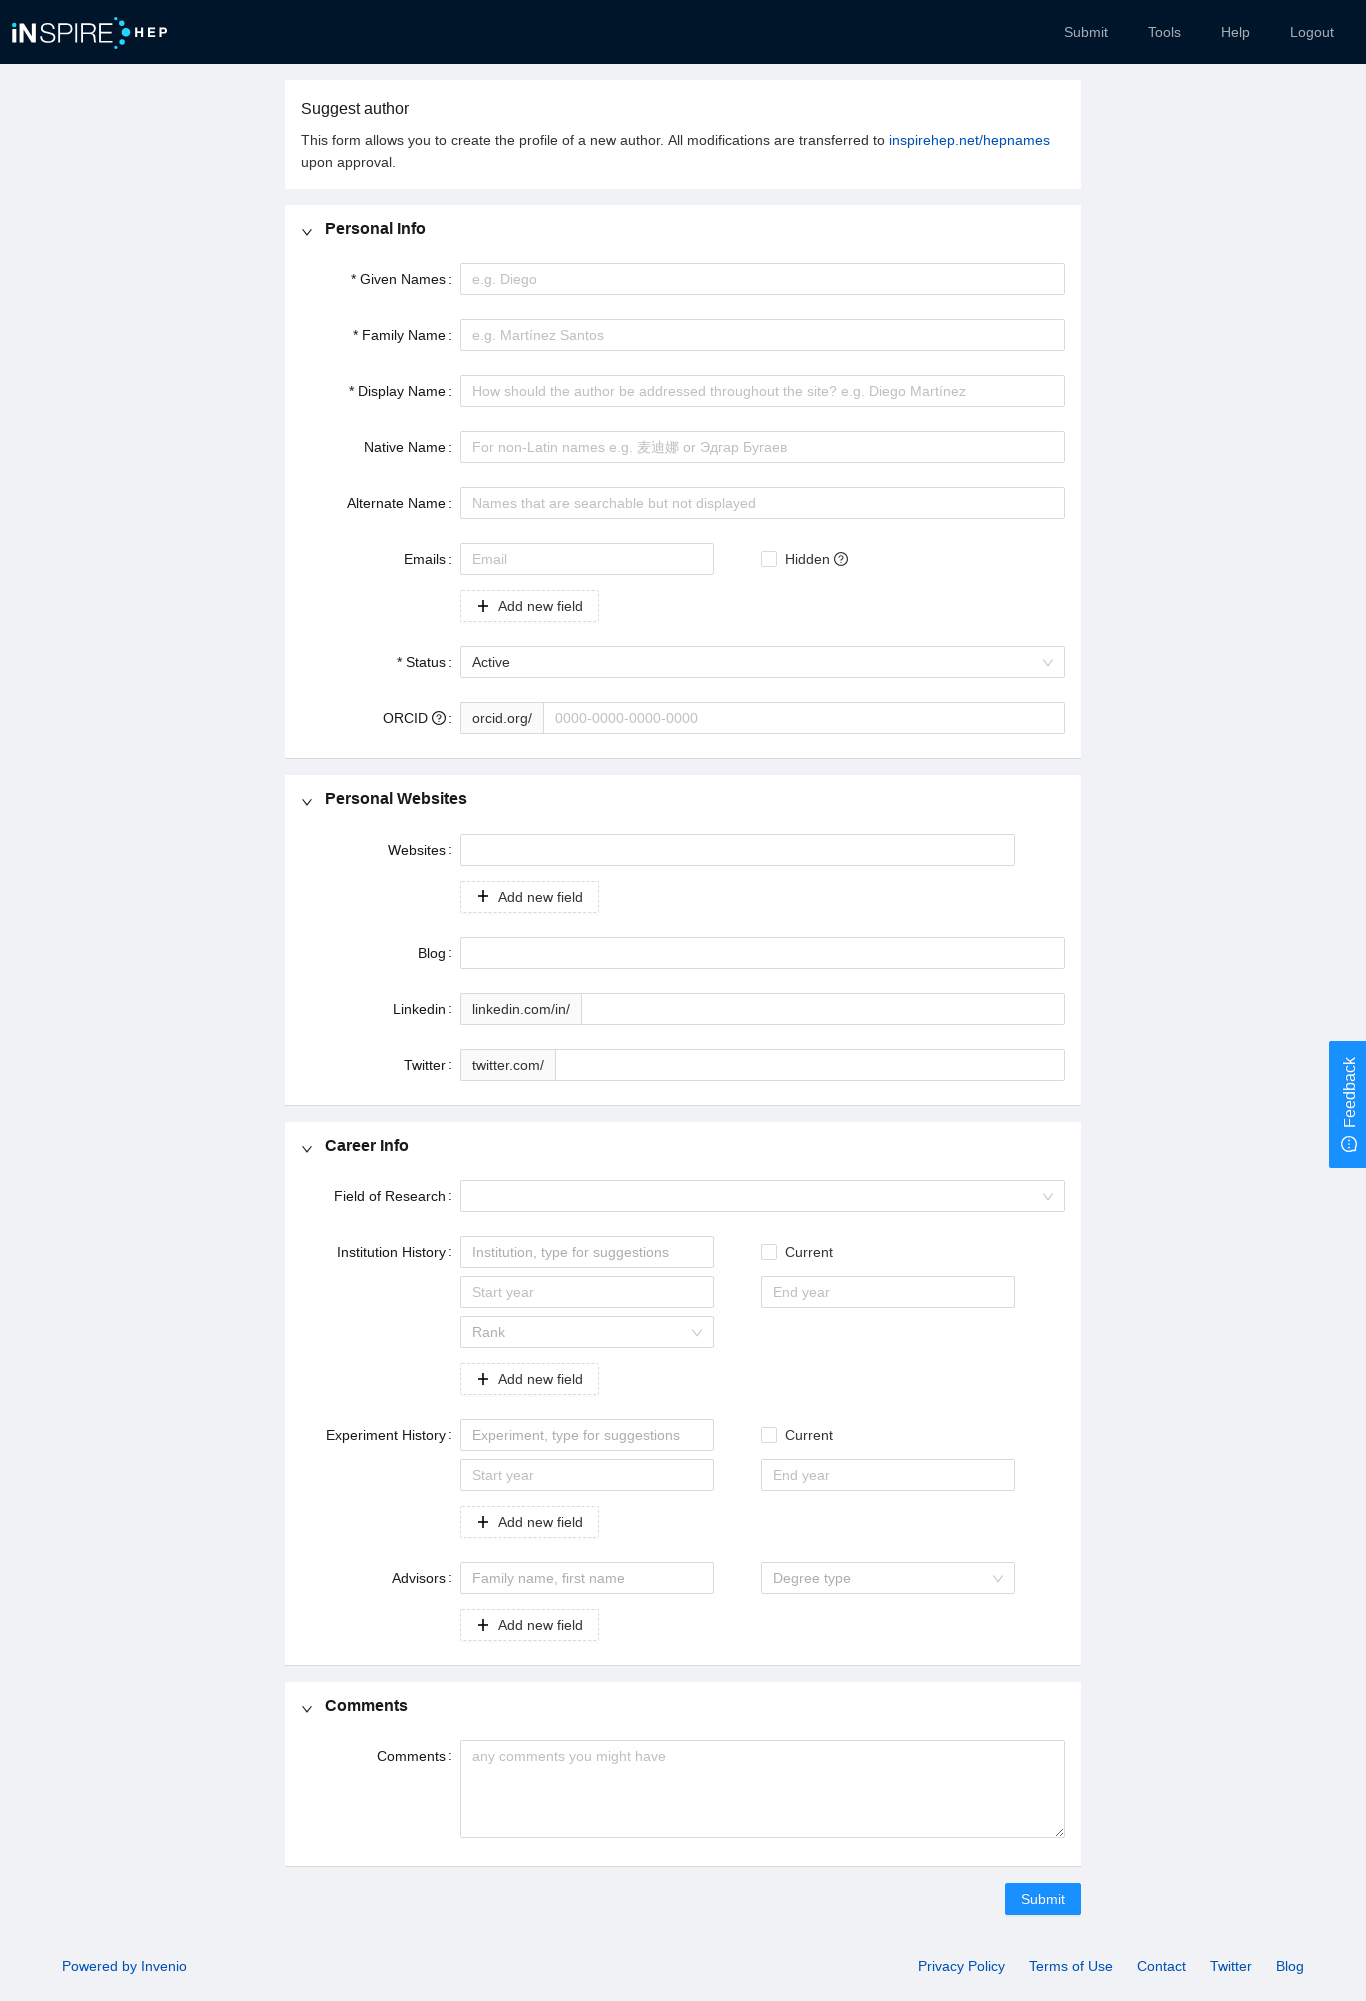 iNSPIRE HEP
Submit Tools Help Logout
Suggest author
This form allows you to create the profile of a new author. All modifications are transferred to inspirehep.net/hepnames
upon approval.
Personal Info
* Given Names : e.g. Diego
* Family Name : e.g. Martínez Santos
* Display Name : How should the author be addressed throughout the site? e.g. Diego Martínez
Native Name : For non-Latin names e.g. 麦迪娜 or Эдгар Бугаев
Alternate Name : Names that are searchable but not displayed
Emails : Email Hidden
Add new field
* Status : Active
ORCID : orcid.org/ 0000-0000-0000-0000
Personal Websites
Websites :
Add new field
Blog :
Linkedin : linkedin.com/in/
Twitter : twitter.com/
Feedback
Career Info
Field of Research :
Institution History : Institution, type for suggestions Current
Start year End year
Rank
Add new field
Experiment History : Experiment, type for suggestions Current
Start year End year
Add new field
Advisors : Family name, first name Degree type
Add new field
Comments
Comments : any comments you might have
Submit
Powered by Invenio Privacy Policy Terms of Use Contact Twitter Blog